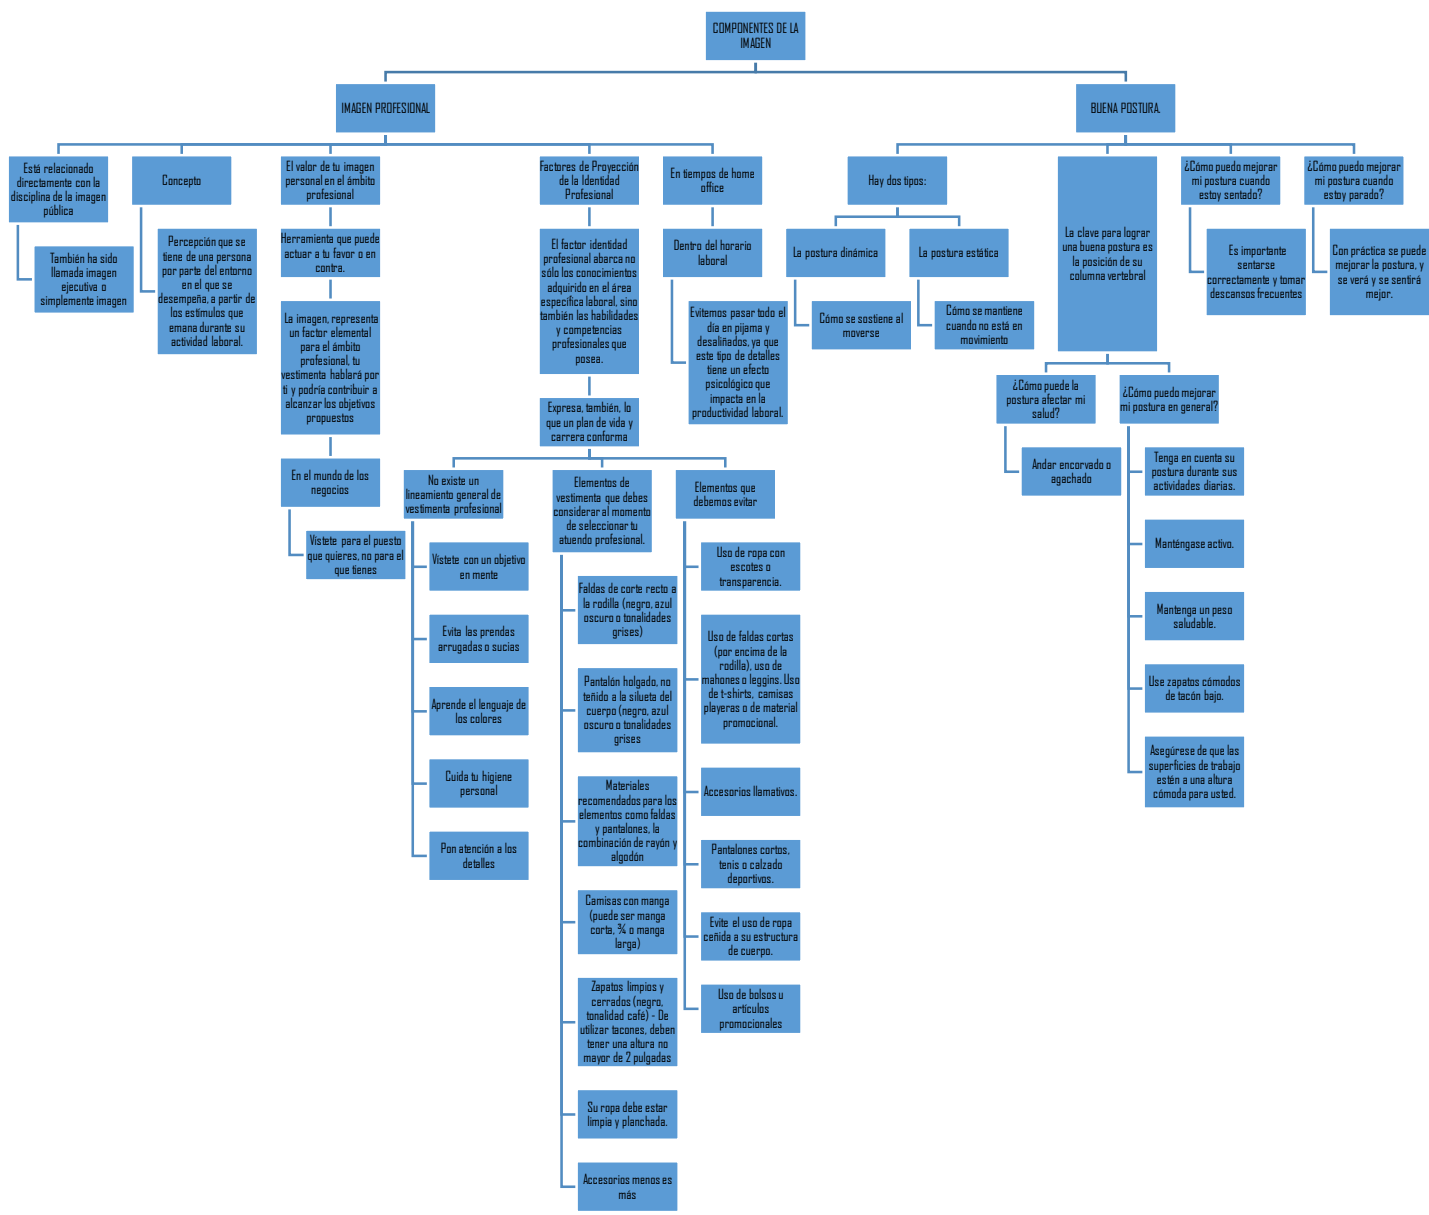 COMPONENTES DE LA
IMAGEN
IMAGEN PROFESIONAL
Está relacionado
directamente con la
disciplina de la imagen
pública
También ha sido
llamada imagen
ejecutiva o
simplemente imagen
Concepto
Percepción que se
tiene de una persona
por parte del entorno
en el que se
desempeña, a partir de
los estímulos que
emana durante su
actividad laboral.
El valor de tu imagen
personal en el ámbito
profesional
Herramienta que puede
actuar a tu favor o en
contra.
La imagen, representa
un factor elemental
para el ámbito
profesional, tu
vestimenta hablará por
ti y podría contribuir a
alcanzar los objetivos
propuestos
En el mundo de los
negocios
Vístete para el puesto
que quieres, no para el
que tienes
Factores de Proyección
de la Identidad
Profesional
El factor identidad
profesional abarca no
sólo los conocimientos
adquirido en el área
específica laboral, sino
también las habilidades
y competencias
profesionales que
posea.
Expresa, también, lo
que un plan de vida y
carrera conforma
No existe un
lineamiento general de
vestimenta profesional
Vístete con un objetivo
en mente
Evita las prendas
arrugadas o sucias
Aprende el lenguaje de
los colores
Cuida tu higiene
personal
Pon atención a los
detalles
Elementos de
vestimenta que debes
considerar al momento
de seleccionar tu
atuendo profesional.
Faldas de corte recto a
la rodilla (negro, azul
oscuro o tonalidades
grises)
Pantalón holgado, no
teñido a la silueta del
cuerpo (negro, azul
oscuro o tonalidades
grises
Materiales
recomendados para los
elementos como faldas
y pantalones, la
combinación de rayón y
algodón
Camisas con manga
(puede ser manga
corta, ¾ o manga
larga)
Zapatos limpios y
cerrados (negro,
tonalidad café) - De
utilizar tacones, deben
tener una altura no
mayor de 2 pulgadas
Su ropa debe estar
limpia y planchada.
Accesorios menos es
más
Elementos que
debemos evitar
Uso de ropa con
escotes o
transparencia.
Uso de faldas cortas
(por encima de la
rodilla), uso de
mahones o leggins. Uso
de t-shirts, camisas
playeras o de material
promocional.
Accesorios llamativos.
Pantalones cortos,
tenis o calzado
deportivos.
Evite el uso de ropa
ceñida a su estructura
de cuerpo.
Uso de bolsos u
artículos
promocionales
En tiempos de home
office
Dentro del horario
laboral
Evitemos pasar todo el
día en pijama y
desaliñados, ya que
este tipo de detalles
tiene un efecto
psicológico que
impacta en la
productividad laboral.
BUENA POSTURA.
Hay dos tipos:
La postura dinámica
Cómo se sostiene al
moverse
La postura estática
Cómo se mantiene
cuando no está en
movimiento
La clave para lograr
una buena postura es
la posición de su
columna vertebral
¿Cómo puede la
postura afectar mi
salud?
Andar encorvado o
agachado
¿Cómo puedo mejorar
mi postura en general?
Tenga en cuenta su
postura durante sus
actividades diarias.
Manténgase activo.
Mantenga un peso
saludable.
Use zapatos cómodos
de tacón bajo.
Asegúrese de que las
superficies de trabajo
estén a una altura
cómoda para usted.
¿Cómo puedo mejorar
mi postura cuando
estoy sentado?
Es importante
sentarse
correctamente y tomar
descansos frecuentes
¿Cómo puedo mejorar
mi postura cuando
estoy parado?
Con práctica se puede
mejorar la postura, y
se verá y se sentirá
mejor.